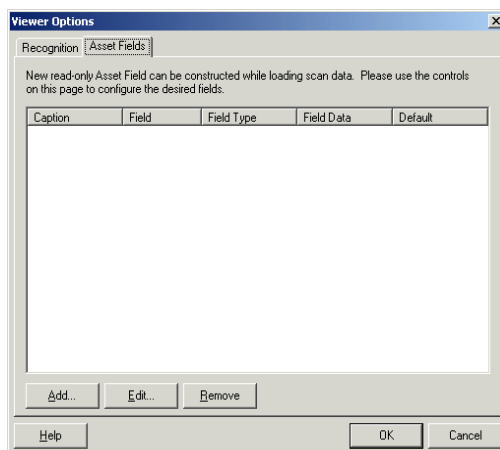 Viewer Options
Recognition Asset Fields
New read-only Asset Field can be constructed while loading scan data. Please use the controls
on this page to configure the desired fields.
Caption Field Field Type Field Data Default
Add... Edit... Remove
Help OK Cancel